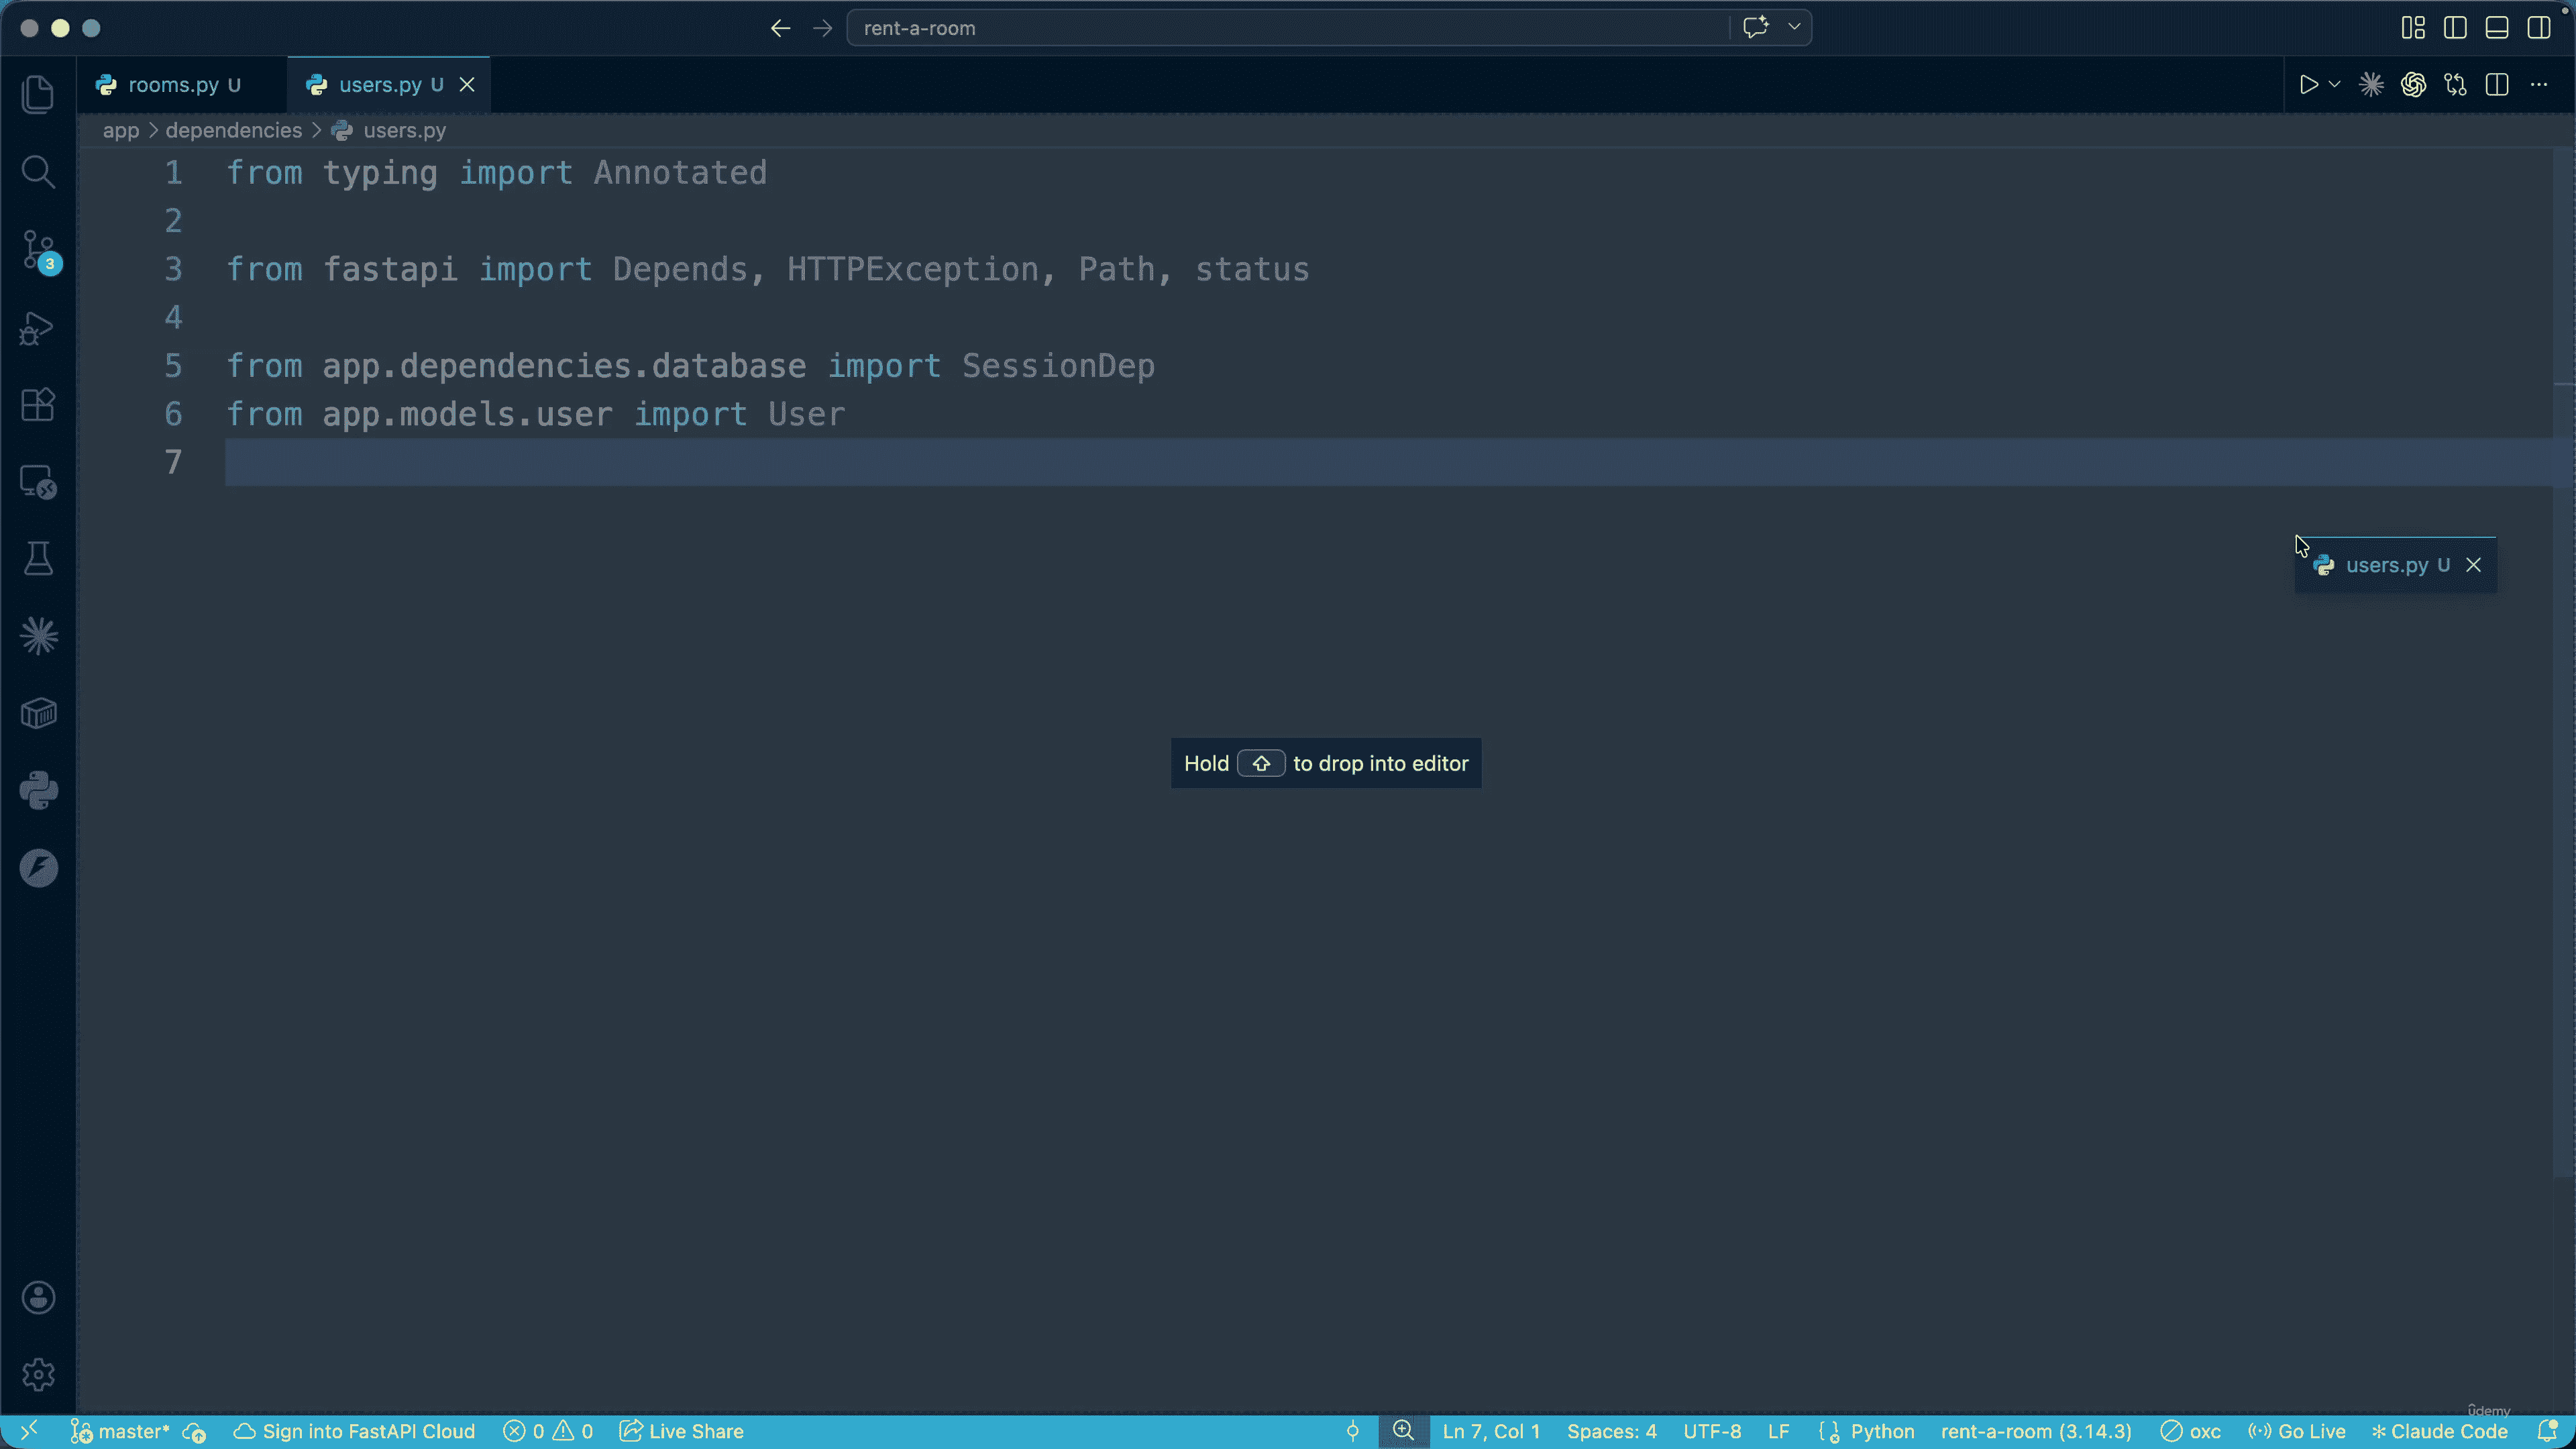 rent-a-room
rooms.py U
users.py U
app > dependencies > users.py
1 from typing import Annotated
2
3 from fastapi import Depends, HTTPException, Path, status
4
5 from app.dependencies.database import SessionDep
6 from app.models.user import User
7
3
users.py U
Hold to drop into editor
udemy
master* Sign into FastAPI Cloud 0 0 Live Share Ln 7, Col 1 Spaces: 4 UTF-8 LF Python rent-a-room (3.14.3) oxc Go Live Claude Code